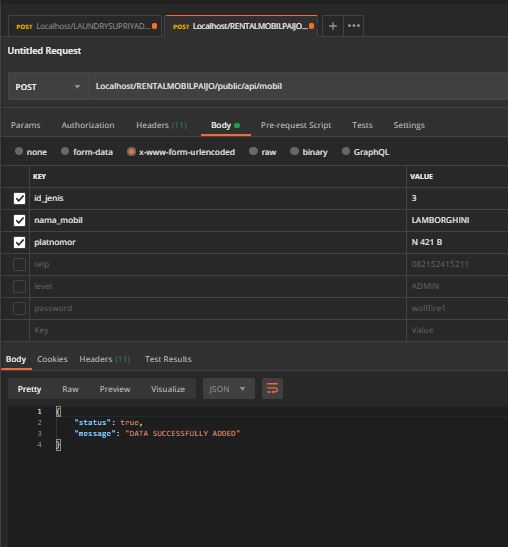 POST Localhost/LAUNDRYSUPRIYAD... POST Localhost/RENTALMOBILPAIJO... + •••
Untitled Request
POST Localhost/RENTALMOBILPAIJO/public/api/mobil
Params Authorization Headers (11) Body Pre-request Script Tests Settings
none form-data x-www-form-urlencoded raw binary GraphQL
KEY VALUE
id_jenis 3
nama_mobil LAMBORGHINI
platnomor N 421 B
telp 082152415211
level ADMIN
password wolffire1
Key Value
Body Cookies Headers (11) Test Results
Pretty Raw Preview Visualize JSON
1 {
2 "status": true,
3 "message": "DATA SUCCESSFULLY ADDED"
4 }